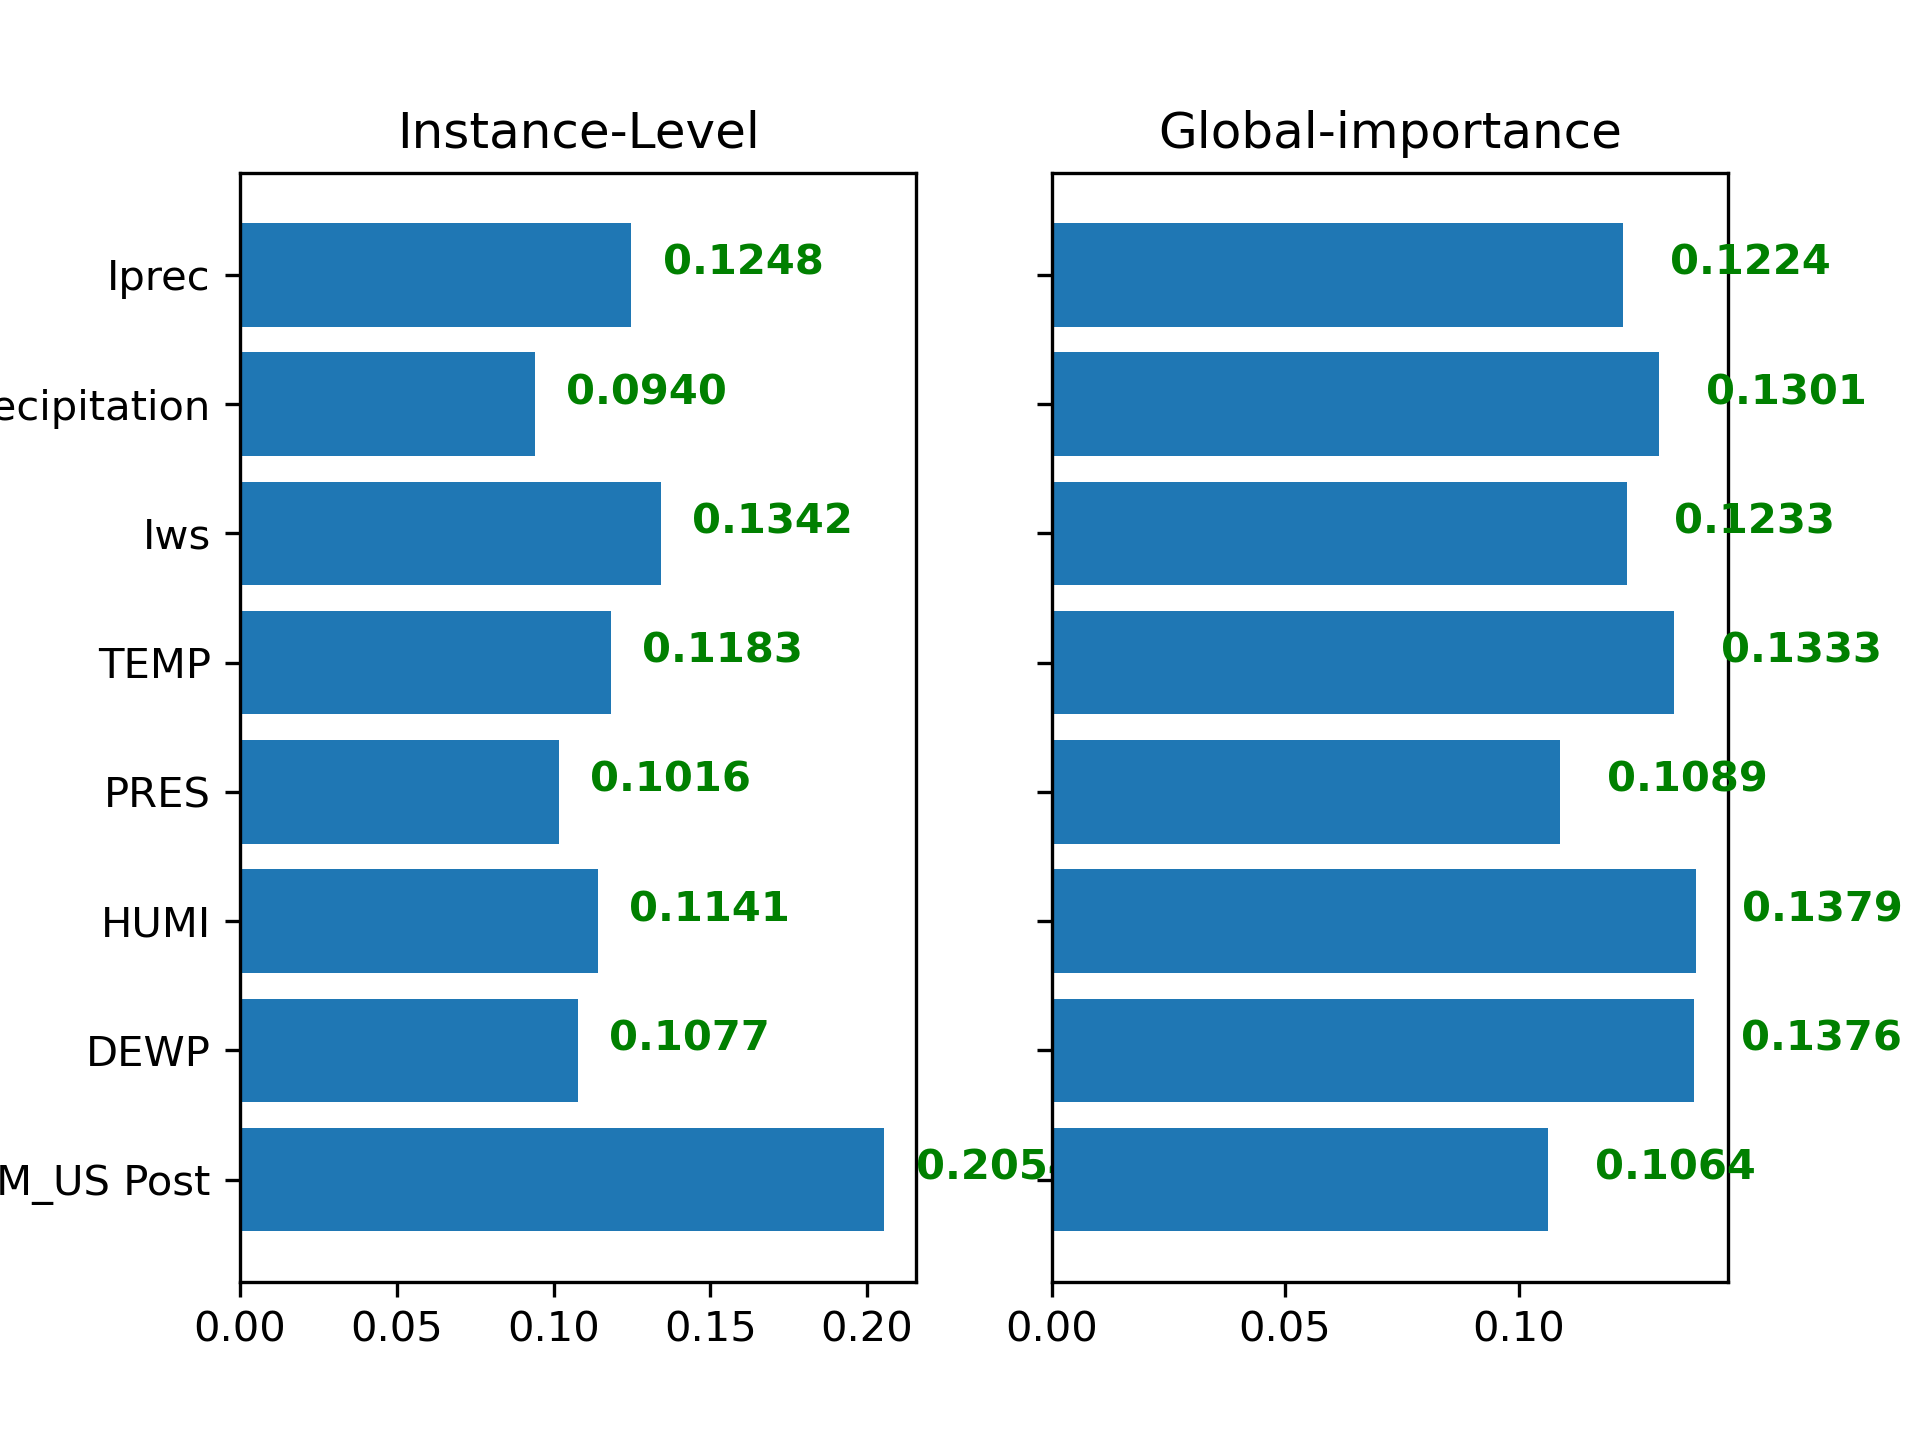 Instance-Level
Iprec
0.1248
ecipitation
0.0940
Iws
0.1342
TEMP
0.1183
PRES
0.1016
HUMI
0.1141
DEWP
0.1077
M_US Post
0.205
0.00 0.05 0.10 0.15 0.20
Global-importance
0.1224
0.1301
0.1233
0.1333
0.1089
0.1379
0.1376
0.1064
0.00 0.05 0.10